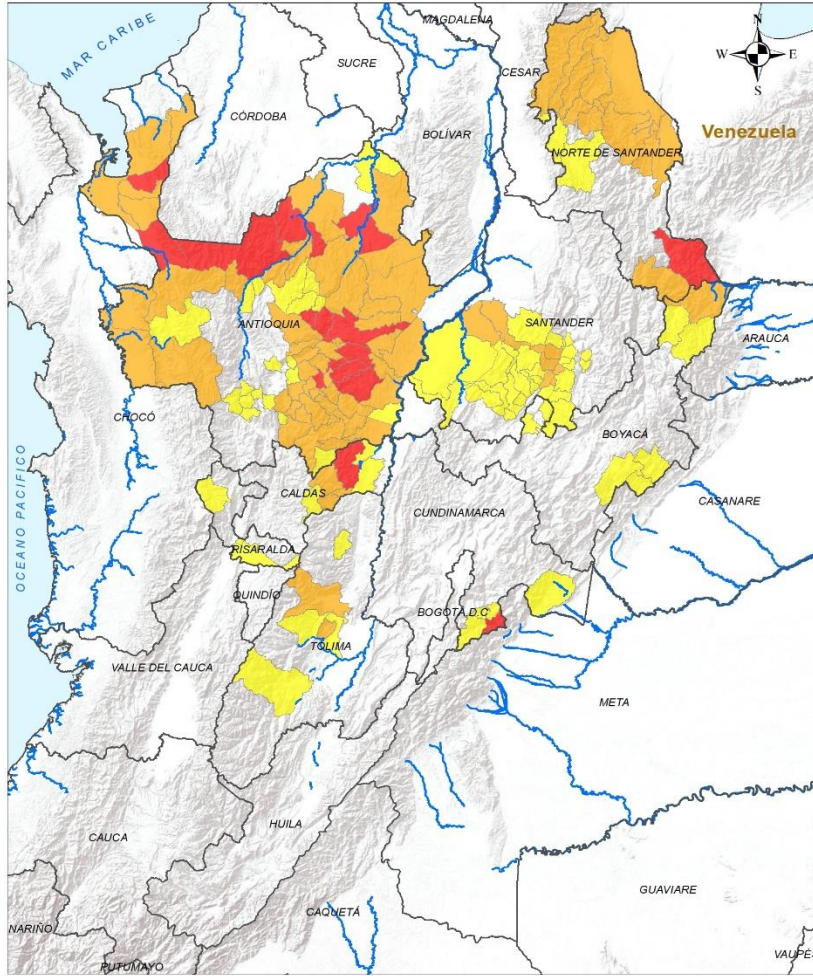 MAGDALENA
N
MAR CARIBE
SUCRE
CESAR
W
E
S
CÓRDOBA
BOLÍVAR
Venezuela
NORTE DE SANTANDER
ANTIOQUIA
SANTANDER
ARAUCA
CHOCÓ
BOYACÁ
OCEANO PACIFICO
CALDAS
CASANARE
CUNDINAMARCA
RISARALDA
QUINDÍO
BOGOTÁ, D.C
TOLIMA
VALLE DEL CAUCA
META
HUILA
CAUCA
GUAVIARE
CAQUETÁ
NARIÑO
PUTUMAYO
VAUPÉS